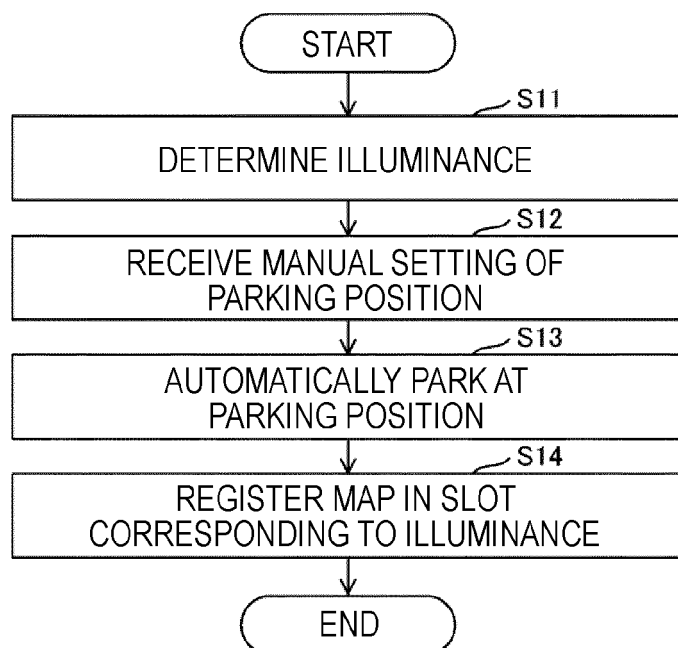 START
S11
DETERMINE ILLUMINANCE
S12
RECEIVE MANUAL SETTING OF
PARKING POSITION
S13
AUTOMATICALLY PARK AT
PARKING POSITION
S14
REGISTER MAP IN SLOT
CORRESPONDING TO ILLUMINANCE
END